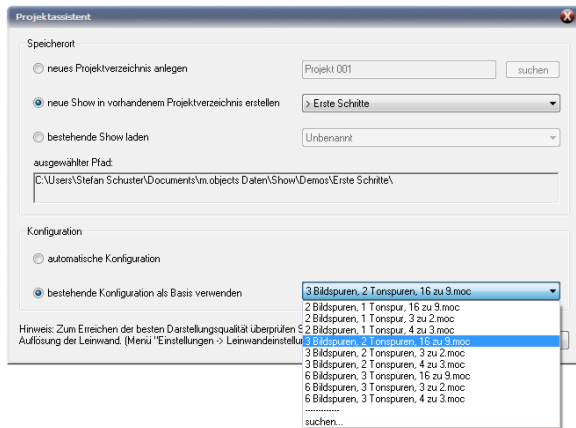 Projektassistent
Speicherort
neues Projektverzeichnis anlegen
Projekt 001
suchen
neue Show in vorhandenem Projektverzeichnis erstellen
> Erste Schritte
bestehende Show laden
Unbenannt
ausgewählter Pfad:
C:\Users\Stefan Schuster\Documents\m.objects Daten\Show\Demos\Erste Schritte\
Konfiguration
automatische Konfiguration
bestehende Konfiguration als Basis verwenden
3 Bildspuren, 2 Tonspuren, 16 zu 9.moc
2 Bildspuren, 1 Tonspur, 16 zu 9.moc
2 Bildspuren, 1 Tonspur, 3 zu 2.moc
2 Bildspuren, 1 Tonspur, 4 zu 3.moc
3 Bildspuren, 2 Tonspuren, 16 zu 9.moc
3 Bildspuren, 2 Tonspuren, 3 zu 2.moc
3 Bildspuren, 2 Tonspuren, 4 zu 3.moc
6 Bildspuren, 3 Tonspuren, 16 zu 9.moc
6 Bildspuren, 3 Tonspuren, 3 zu 2.moc
6 Bildspuren, 3 Tonspuren, 4 zu 3.moc
-------------
suchen...
Hinweis: Zum Erreichen der besten Darstellungsqualität überprüfen S
Auflösung der Leinwand. (Menü "Einstellungen -> Leinwandeinstellu